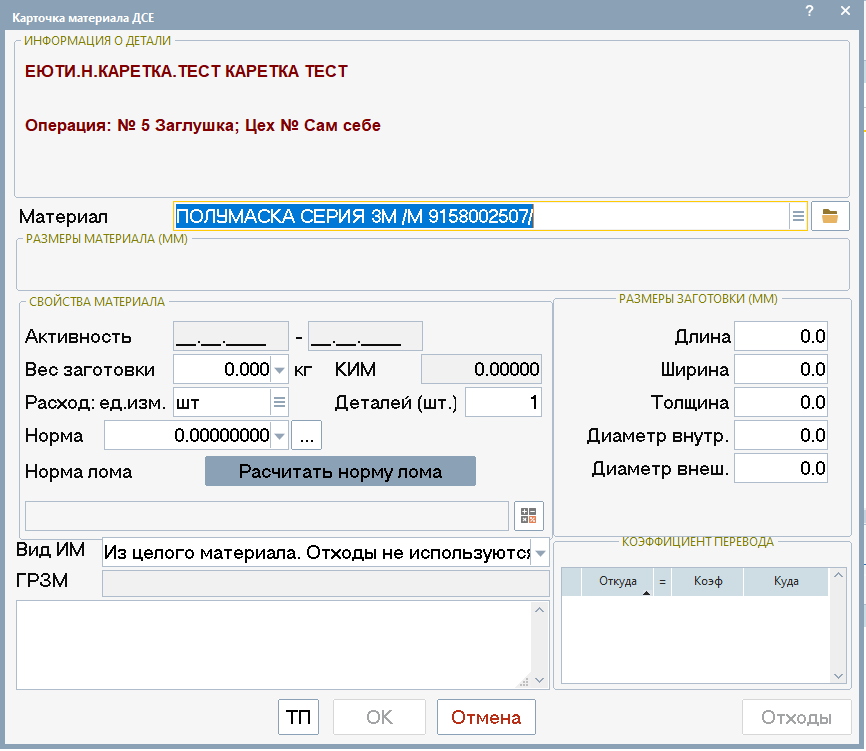 Карточка материала ДСЕ
? ×
ИНФОРМАЦИЯ О ДЕТАЛИ
ЕЮТИ.Н.КАРЕТКА.ТЕСТ КАРЕТКА ТЕСТ
Операция: № 5 Заглушка; Цех № Сам себе
Материал ПОЛУМАСКА СЕРИЯ 3М /М 9158002507/
РАЗМЕРЫ МАТЕРИАЛА (ММ)
СВОЙСТВА МАТЕРИАЛА
Активность __.__.____ - __.__.____
Вес заготовки 0.000 кг КИМ 0.00000
Расход: ед.изм. шт Деталей (шт.) 1
Норма 0.00000000 ...
Норма лома Расчитать норму лома
РАЗМЕРЫ ЗАГОТОВКИ (ММ)
Длина 0.0
Ширина 0.0
Толщина 0.0
Диаметр внутр. 0.0
Диаметр внеш. 0.0
Вид ИМ Из целого материала. Отходы не используются
ГРЗМ
КОЭФФИЦИЕНТ ПЕРЕВОДА
Откуда = Коэф Куда
ТП ОК Отмена Отходы